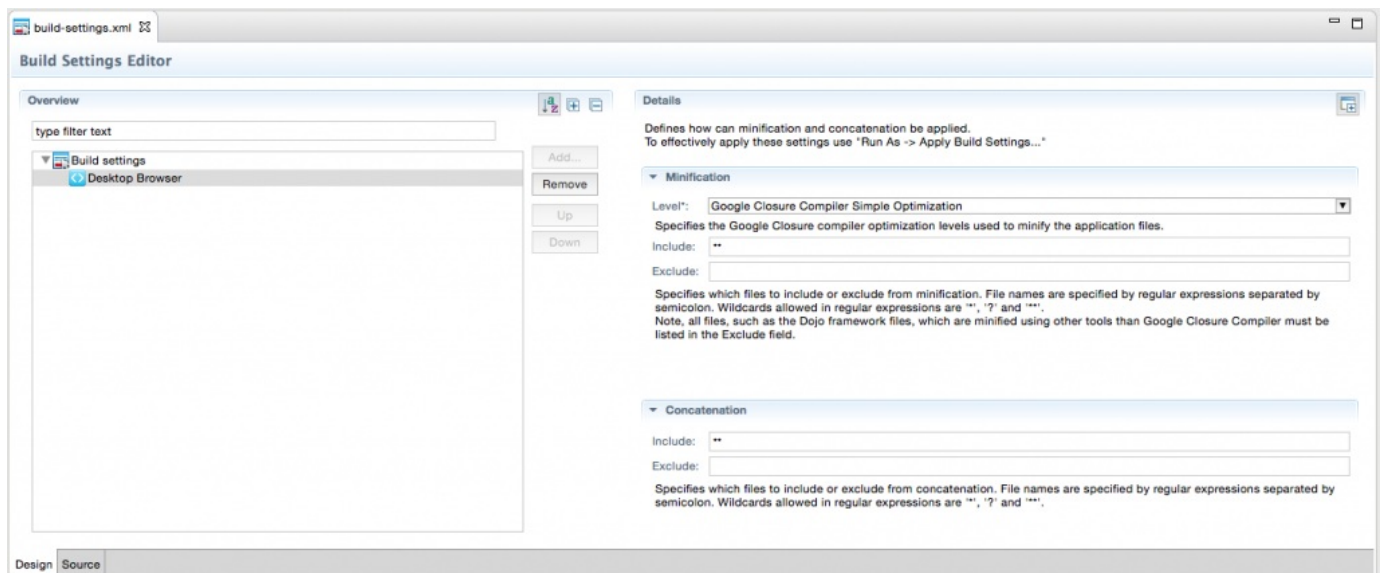 build-settings.xml
Build Settings Editor
Overview
type filter text
Build settings
Desktop Browser
Add...
Remove
Up
Down
Details
Defines how can minification and concatenation be applied.
To effectively apply these settings use "Run As -> Apply Build Settings..."
Minification
Level*: Google Closure Compiler Simple Optimization
Specifies the Google Closure compiler optimization levels used to minify the application files.
Include: **
Exclude:
Specifies which files to include or exclude from minification. File names are specified by regular expressions separated by
semicolon. Wildcards allowed in regular expressions are '*', '?' and '**'.
Note, all files, such as the Dojo framework files, which are minified using other tools than Google Closure Compiler must be
listed in the Exclude field.
Concatenation
Include: **
Exclude:
Specifies which files to include or exclude from concatenation. File names are specified by regular expressions separated by
semicolon. Wildcards allowed in regular expressions are '*', '?' and '**'.
Design Source